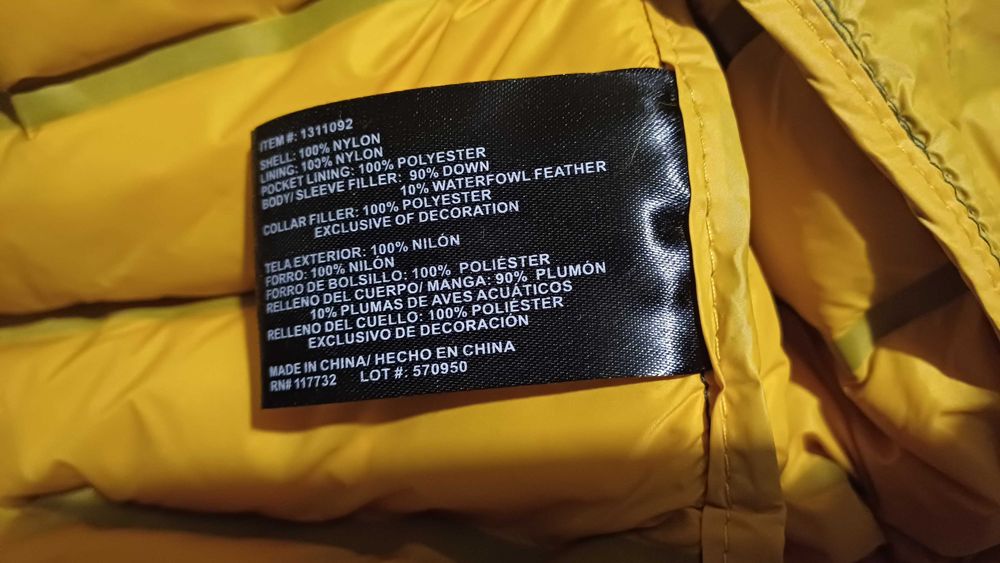 ITEM #: 1311092
SHELL: 100% NYLON
LINING: 100% NYLON
POCKET LINING: 100% POLYESTER
BODY/ SLEEVE FILLER: 90% DOWN
10% WATERFOWL FEATHER
COLLAR FILLER: 100% POLYESTER
EXCLUSIVE OF DECORATION
TELA EXTERIOR: 100% NILÓN
FORRO: 100% NILÓN
FORRO DE BOLSILLO: 100% POLIÉSTER
RELLENO DEL CUERPO/ MANGA: 90% PLUMÓN
10% PLUMAS DE AVES ACUÁTICOS
RELLENO DEL CUELLO: 100% POLIÉSTER
EXCLUSIVO DE DECORACIÓN
MADE IN CHINA/ HECHO EN CHINA
RN# 117732 LOT #: 570950